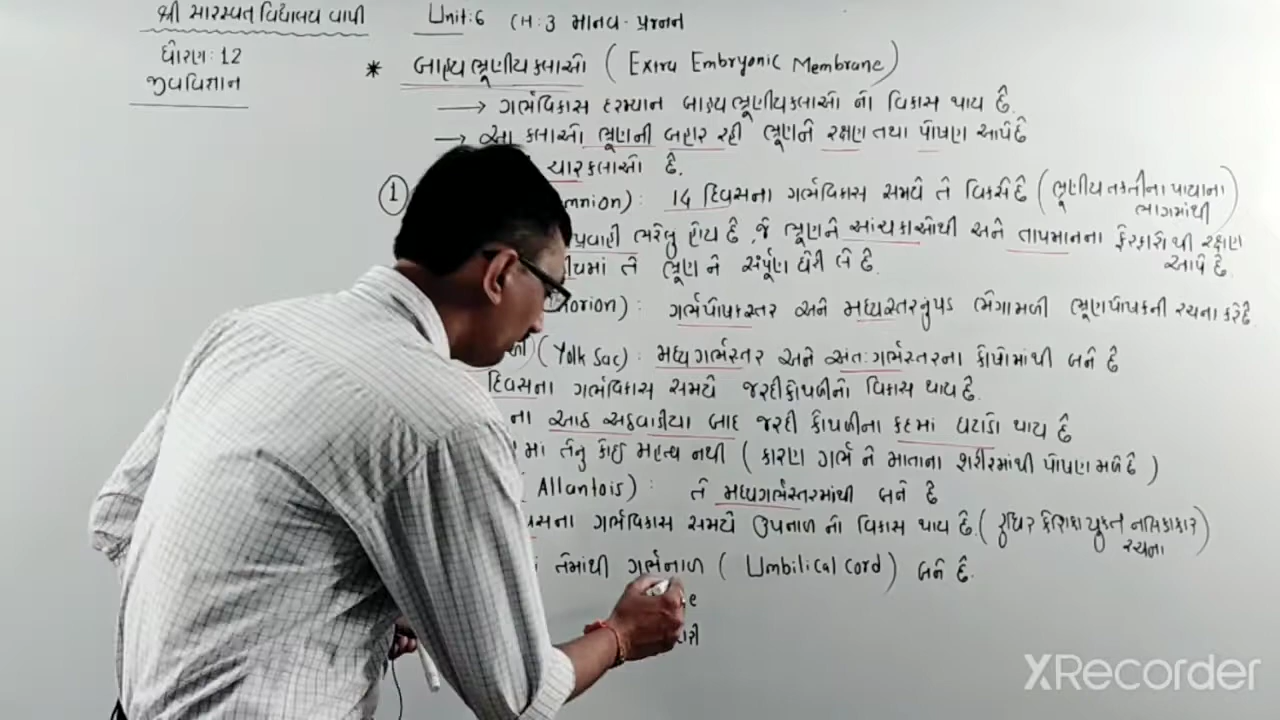 શ્રી સારસ્વત વિદ્યાલય વાપી
Unit:6 CH:3 માનવ-પ્રજનન
ધોરણ:12
જીવવિજ્ઞાન
* બાહ્યભ્રૂણીયકલાઓ (Extra Embryonic Membrane)
→ ગર્ભવિકાસ દરમ્યાન બાહ્યભ્રૂણીયકલાઓ નો વિકાસ થાય છે.
→ આ કલાઓ ભ્રૂણની બહાર રહી ભ્રૂણને રક્ષણ તથા પોષણ આપે છે
ચાર કલાઓ છે.
1 mnion): 14 દિવસના ગર્ભવિકાસ સમયે તે વિકસે છે (ભ્રૂણીય તકતીના પાયાના ભાગમાંથી)
પ્રવાહી ભરેલુ હોય છે, જે ભ્રૂણને આંચકાઓથી અને તાપમાનના ફેરફારોથી રક્ષણ આપે છે.
માં તે ભ્રૂણ ને સંપૂર્ણ ઘેરી લે છે.
horion): ગર્ભપોષકસ્તર અને મધ્યસ્તરનું પડ ભેગામળી ભ્રૂણપોષકની રચના કરે છે
(Yolk Sac): મધ્યગર્ભસ્તર અને અંત:ગર્ભસ્તરના કોષોમાંથી બને છે
દિવસના ગર્ભવિકાસ સમયે જરદીકોથળીનો વિકાસ થાય છે.
ના આઠ અઠવાડીયા બાદ જરદી કોથળીના કદમાં ઘટાડો થાય છે
માં તેનુ કોઈ મહત્વ નથી (કારણ ગર્ભ ને માતાના શરીરમાંથી પોષણ મળે છે)
(Allantois): તે મધ્યગર્ભસ્તરમાંથી બને છે
સના ગર્ભવિકાસ સમયે ઉપનાળ નો વિકાસ થાય છે. (રુધિર કેશિકા યુક્ત નલિકાકાર રચના)
તેમાંથી ગર્ભનાળ (Umbilical cord) બને છે.
XRecorder